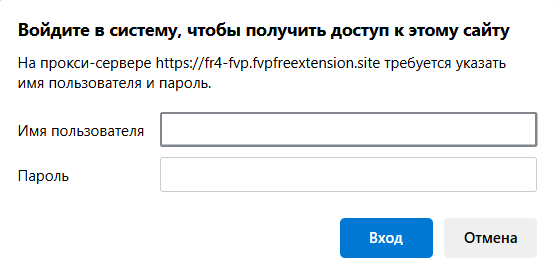 Войдите в систему, чтобы получить доступ к этому сайту
На прокси-сервере https://fr4-fvp.fvpfreextension.site требуется указать
имя пользователя и пароль.
Имя пользователя
Пароль
Вход
Отмена